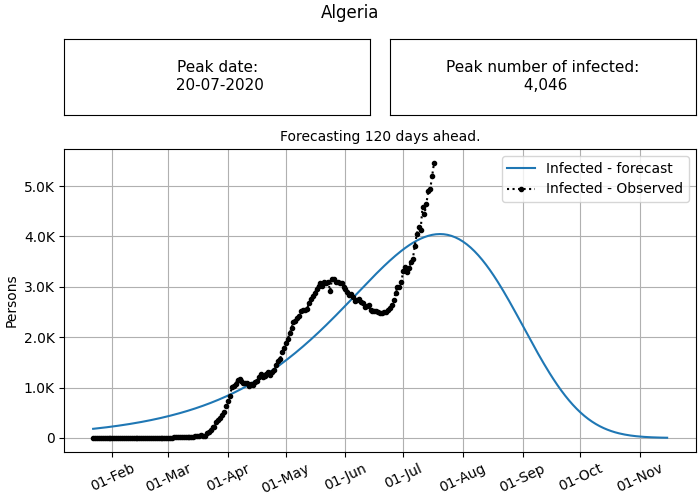 Algeria
Peak date:
20-07-2020
Peak number of infected:
4,046
Forecasting 120 days ahead.
Infected - forecast
Infected - Observed
Persons
5.0K
4.0K
3.0K
2.0K
1.0K
0
01-Feb
01-Mar
01-Apr
01-May
01-Jun
01-Jul
01-Aug
01-Sep
01-Oct
01-Nov